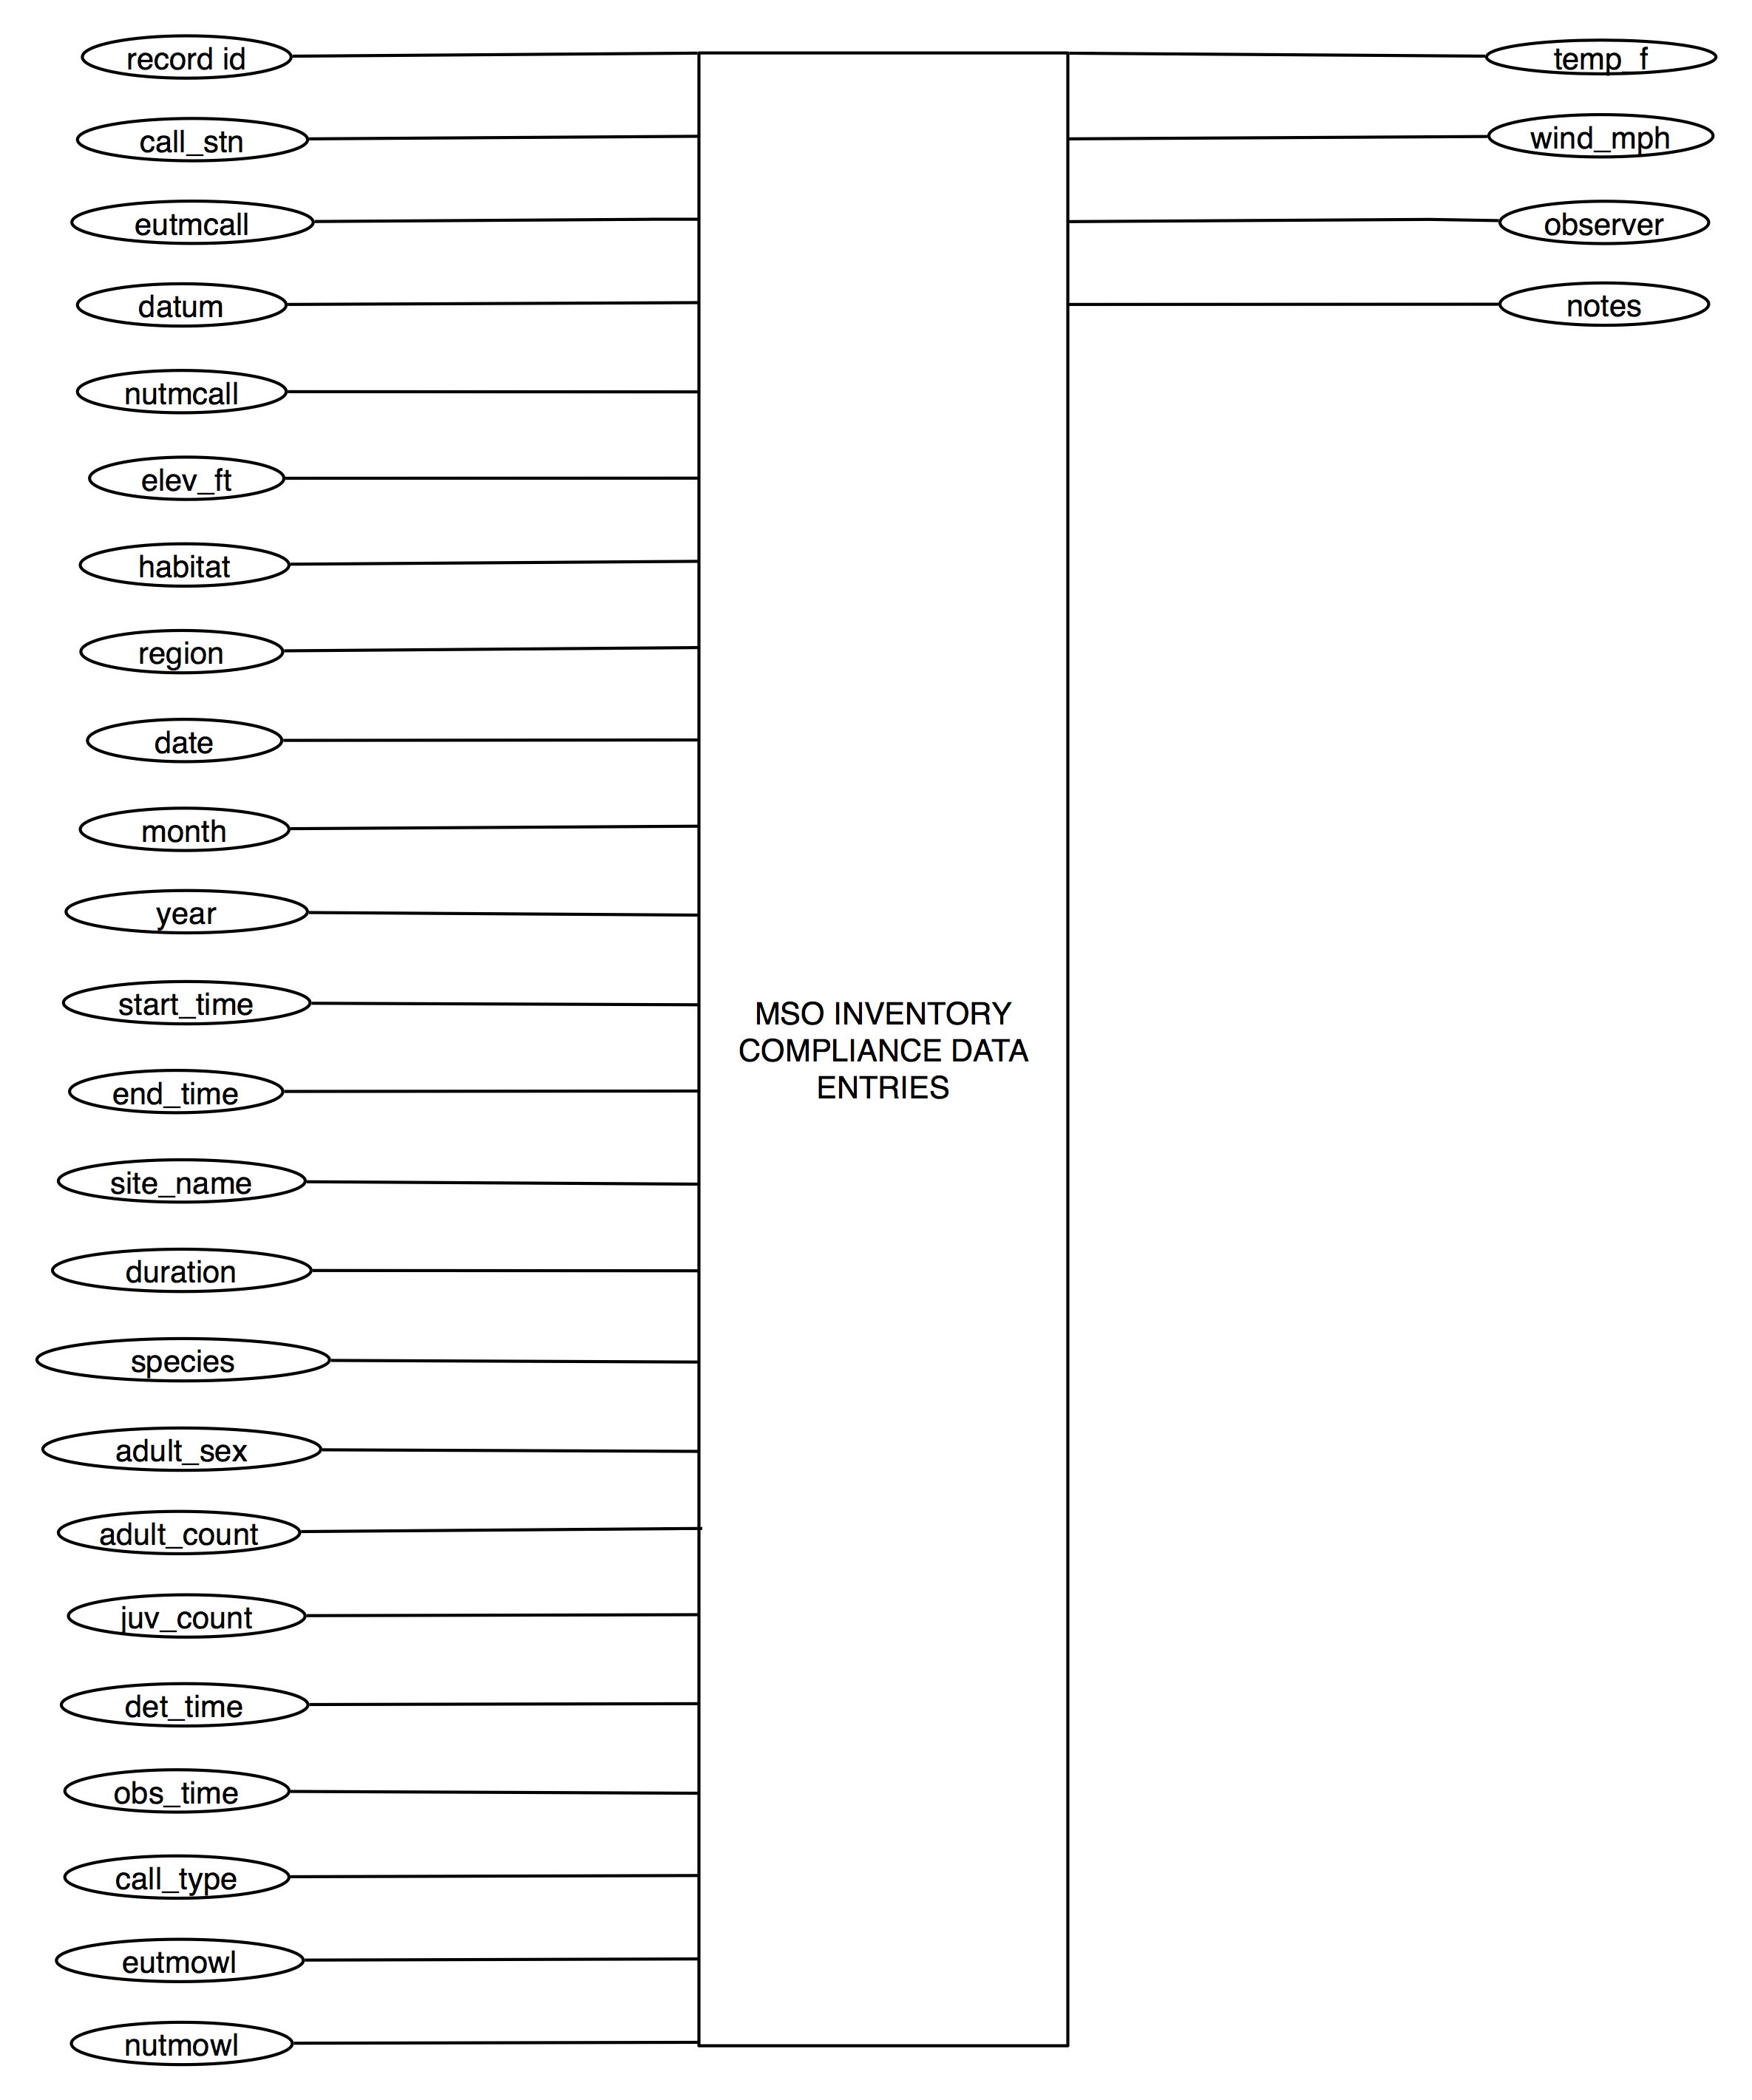 record id
call_stn
eutmcall
datum
nutmcall
elev_ft
habitat
region
date
month
year
start_time
end_time
site_name
duration
species
adult_sex
adult_count
juv_count
det_time
obs_time
call_type
eutmowl
nutmowl
MSO INVENTORY
COMPLIANCE DATA
ENTRIES
temp_f
wind_mph
observer
notes